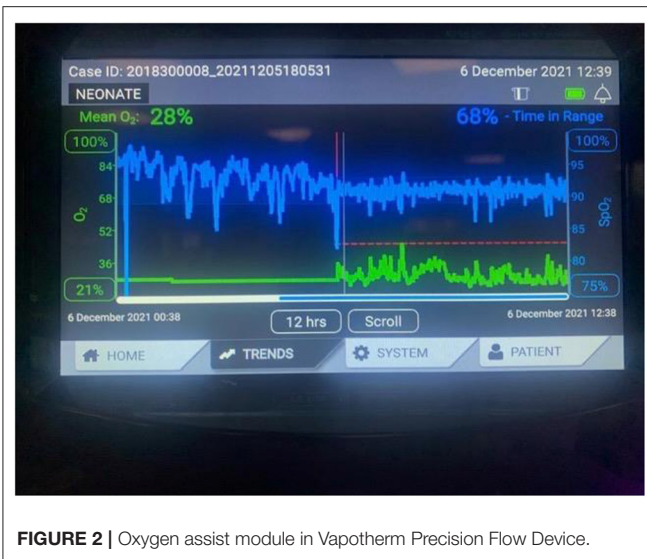 Case ID: 2018300008_20211205180531 6 December 2021 12:39
NEONATE
Mean O₂: 28% 68% - Time in Range
100% 100%
84 95
68 90
O₂ SpO₂
52 85
36 80
21% 75%
6 December 2021 00:38 12 hrs Scroll 6 December 2021 12:38
HOME TRENDS SYSTEM PATIENT
FIGURE 2 | Oxygen assist module in Vapotherm Precision Flow Device.